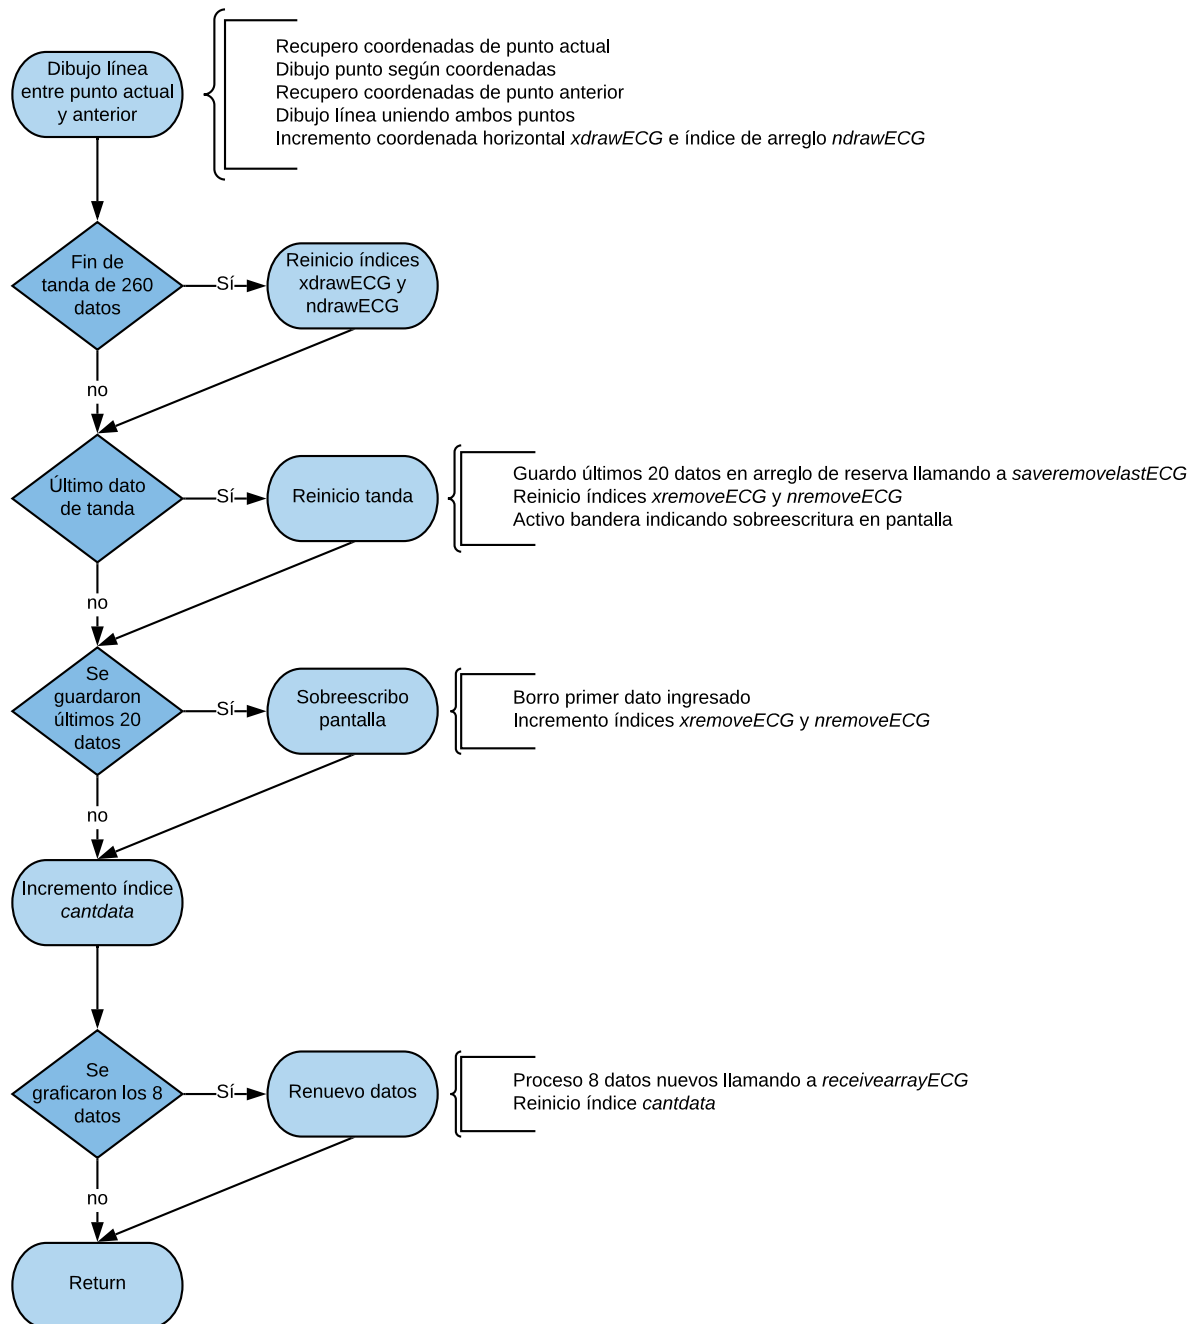 Dibujo línea
entre punto actual
y anterior
Recupero coordenadas de punto actual
Dibujo punto según coordenadas
Recupero coordenadas de punto anterior
Dibujo línea uniendo ambos puntos
Incremento coordenada horizontal xdrawECG e índice de arreglo ndrawECG
Fin de
tanda de 260
datos
Sí
Reinicio índices
xdrawECG y
ndrawECG
no
Último dato
de tanda
Sí
Reinicio tanda
Guardo últimos 20 datos en arreglo de reserva llamando a saveremovelastECG
Reinicio índices xremoveECG y nremoveECG
Activo bandera indicando sobreescritura en pantalla
no
Se
guardaron
últimos 20
datos
Sí
Sobreescribo
pantalla
Borro primer dato ingresado
Incremento índices xremoveECG y nremoveECG
no
Incremento índice
cantdata
Se
graficaron los 8
datos
Sí
Renuevo datos
Proceso 8 datos nuevos llamando a receivearrayECG
Reinicio índice cantdata
no
Return